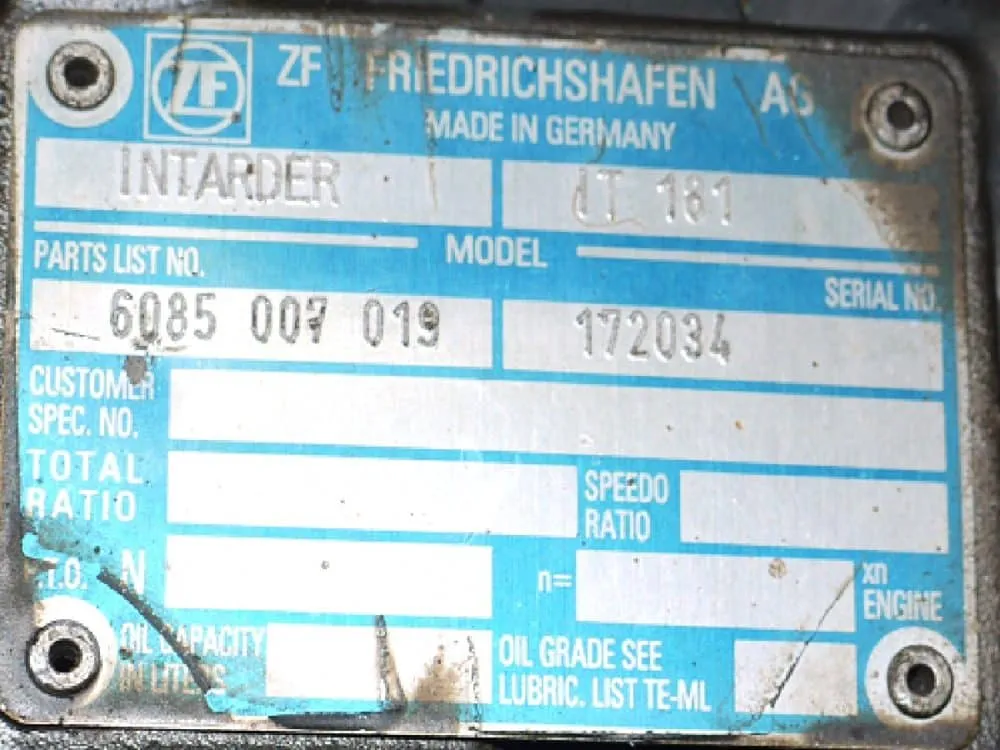 ZF FRIEDRICHSHAFEN AG
ZF
MADE IN GERMANY
INTARDER 181
MODEL
PARTS LIST NO. SERIAL NO.
6085 007 019 172034
CUSTOMER
SPEC. NO.
TOTAL
RATIO
SPEEDO
RATIO
N n= xn
ENGINE
OIL CAPACITY
IN LITERS
OIL GRADE SEE
LUBRIC. LIST TE-ML